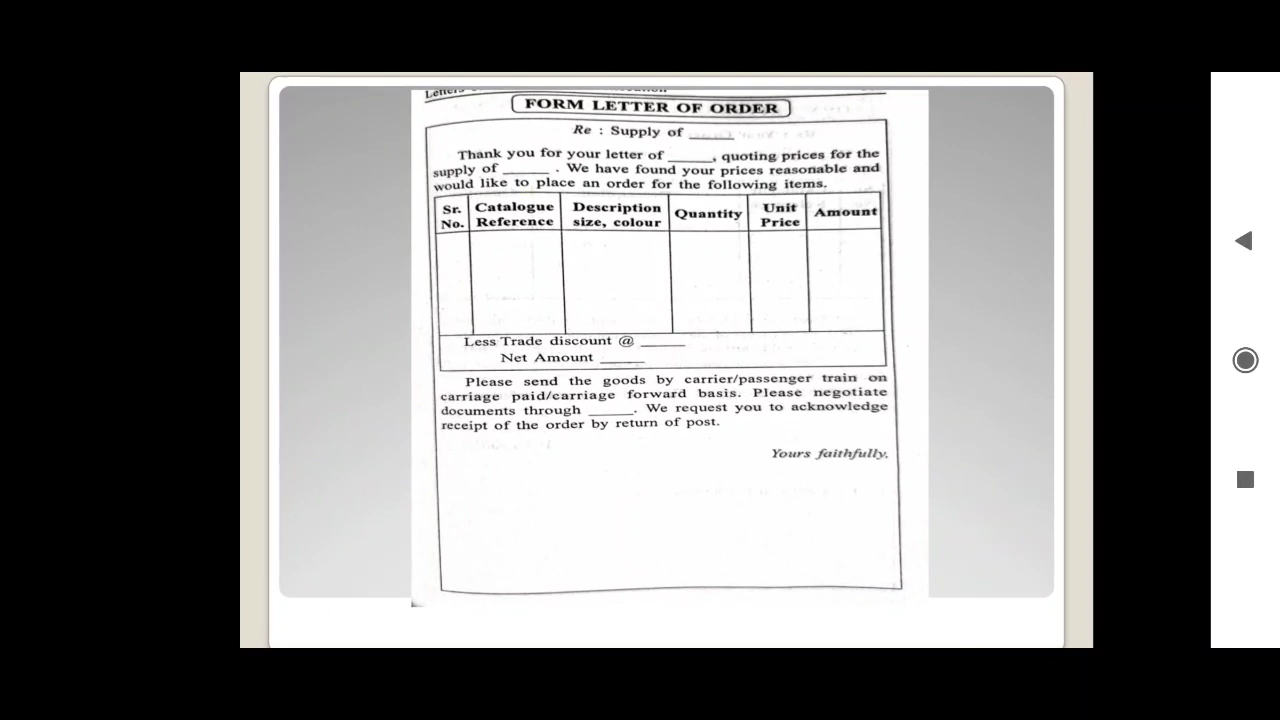 FORM LETTER OF ORDER
Re : Supply of ______
Thank you for your letter of ______, quoting prices for the
supply of ______ . We have found your prices reasonable and
would like to place an order for the following items.
Sr. No. Catalogue Reference Description size, colour Quantity Unit Price Amount
Less Trade discount @ ______
Net Amount ______
Please send the goods by carrier/passenger train on
carriage paid/carriage forward basis. Please negotiate
documents through ______. We request you to acknowledge
receipt of the order by return of post.
Yours faithfully,